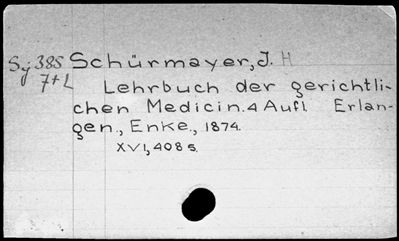 Sy 385 Schürmayer, J. H
7+L Lehrbuch der gerichtli-
chen Medicin. 4 Aufl. Erlan-
gen., Enke., 1874.
XVI, 408 s.